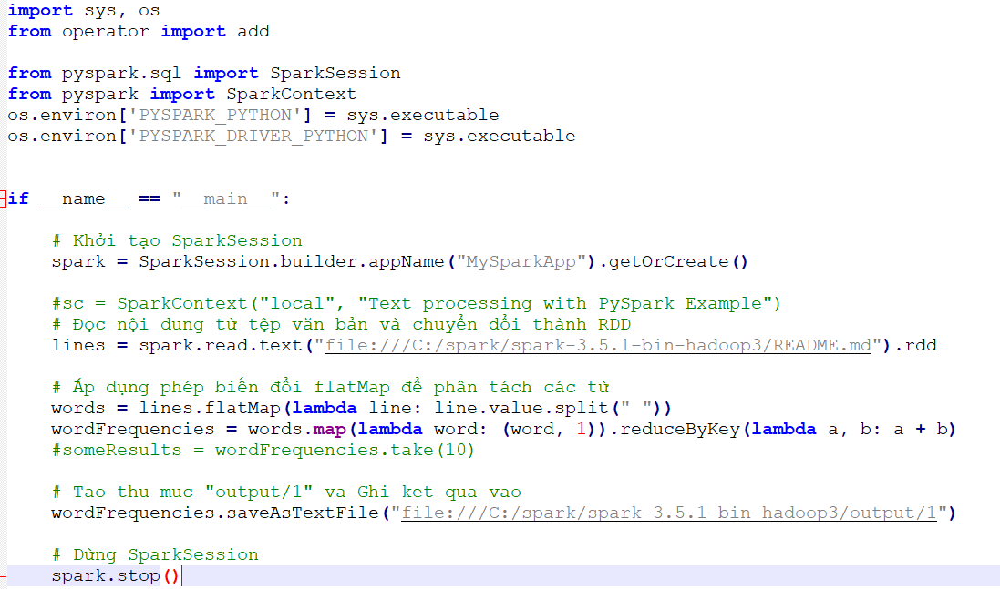 import sys, os
from operator import add
from pyspark.sql import SparkSession
from pyspark import SparkContext
os.environ['PYSPARK_PYTHON'] = sys.executable
os.environ['PYSPARK_DRIVER_PYTHON'] = sys.executable
if __name__ == "__main__":
# Khởi tạo SparkSession
spark = SparkSession.builder.appName("MySparkApp").getOrCreate()
#sc = SparkContext("local", "Text processing with PySpark Example")
# Đọc nội dung từ tệp văn bản và chuyển đổi thành RDD
lines = spark.read.text("file:///C:/spark/spark-3.5.1-bin-hadoop3/README.md").rdd
# Áp dụng phép biến đổi flatMap để phân tách các từ
words = lines.flatMap(lambda line: line.value.split(" "))
wordFrequencies = words.map(lambda word: (word, 1)).reduceByKey(lambda a, b: a + b)
#someResults = wordFrequencies.take(10)
# Tao thu muc "output/1" va Ghi ket qua vao
wordFrequencies.saveAsTextFile("file:///C:/spark/spark-3.5.1-bin-hadoop3/output/1")
# Dừng SparkSession
spark.stop()